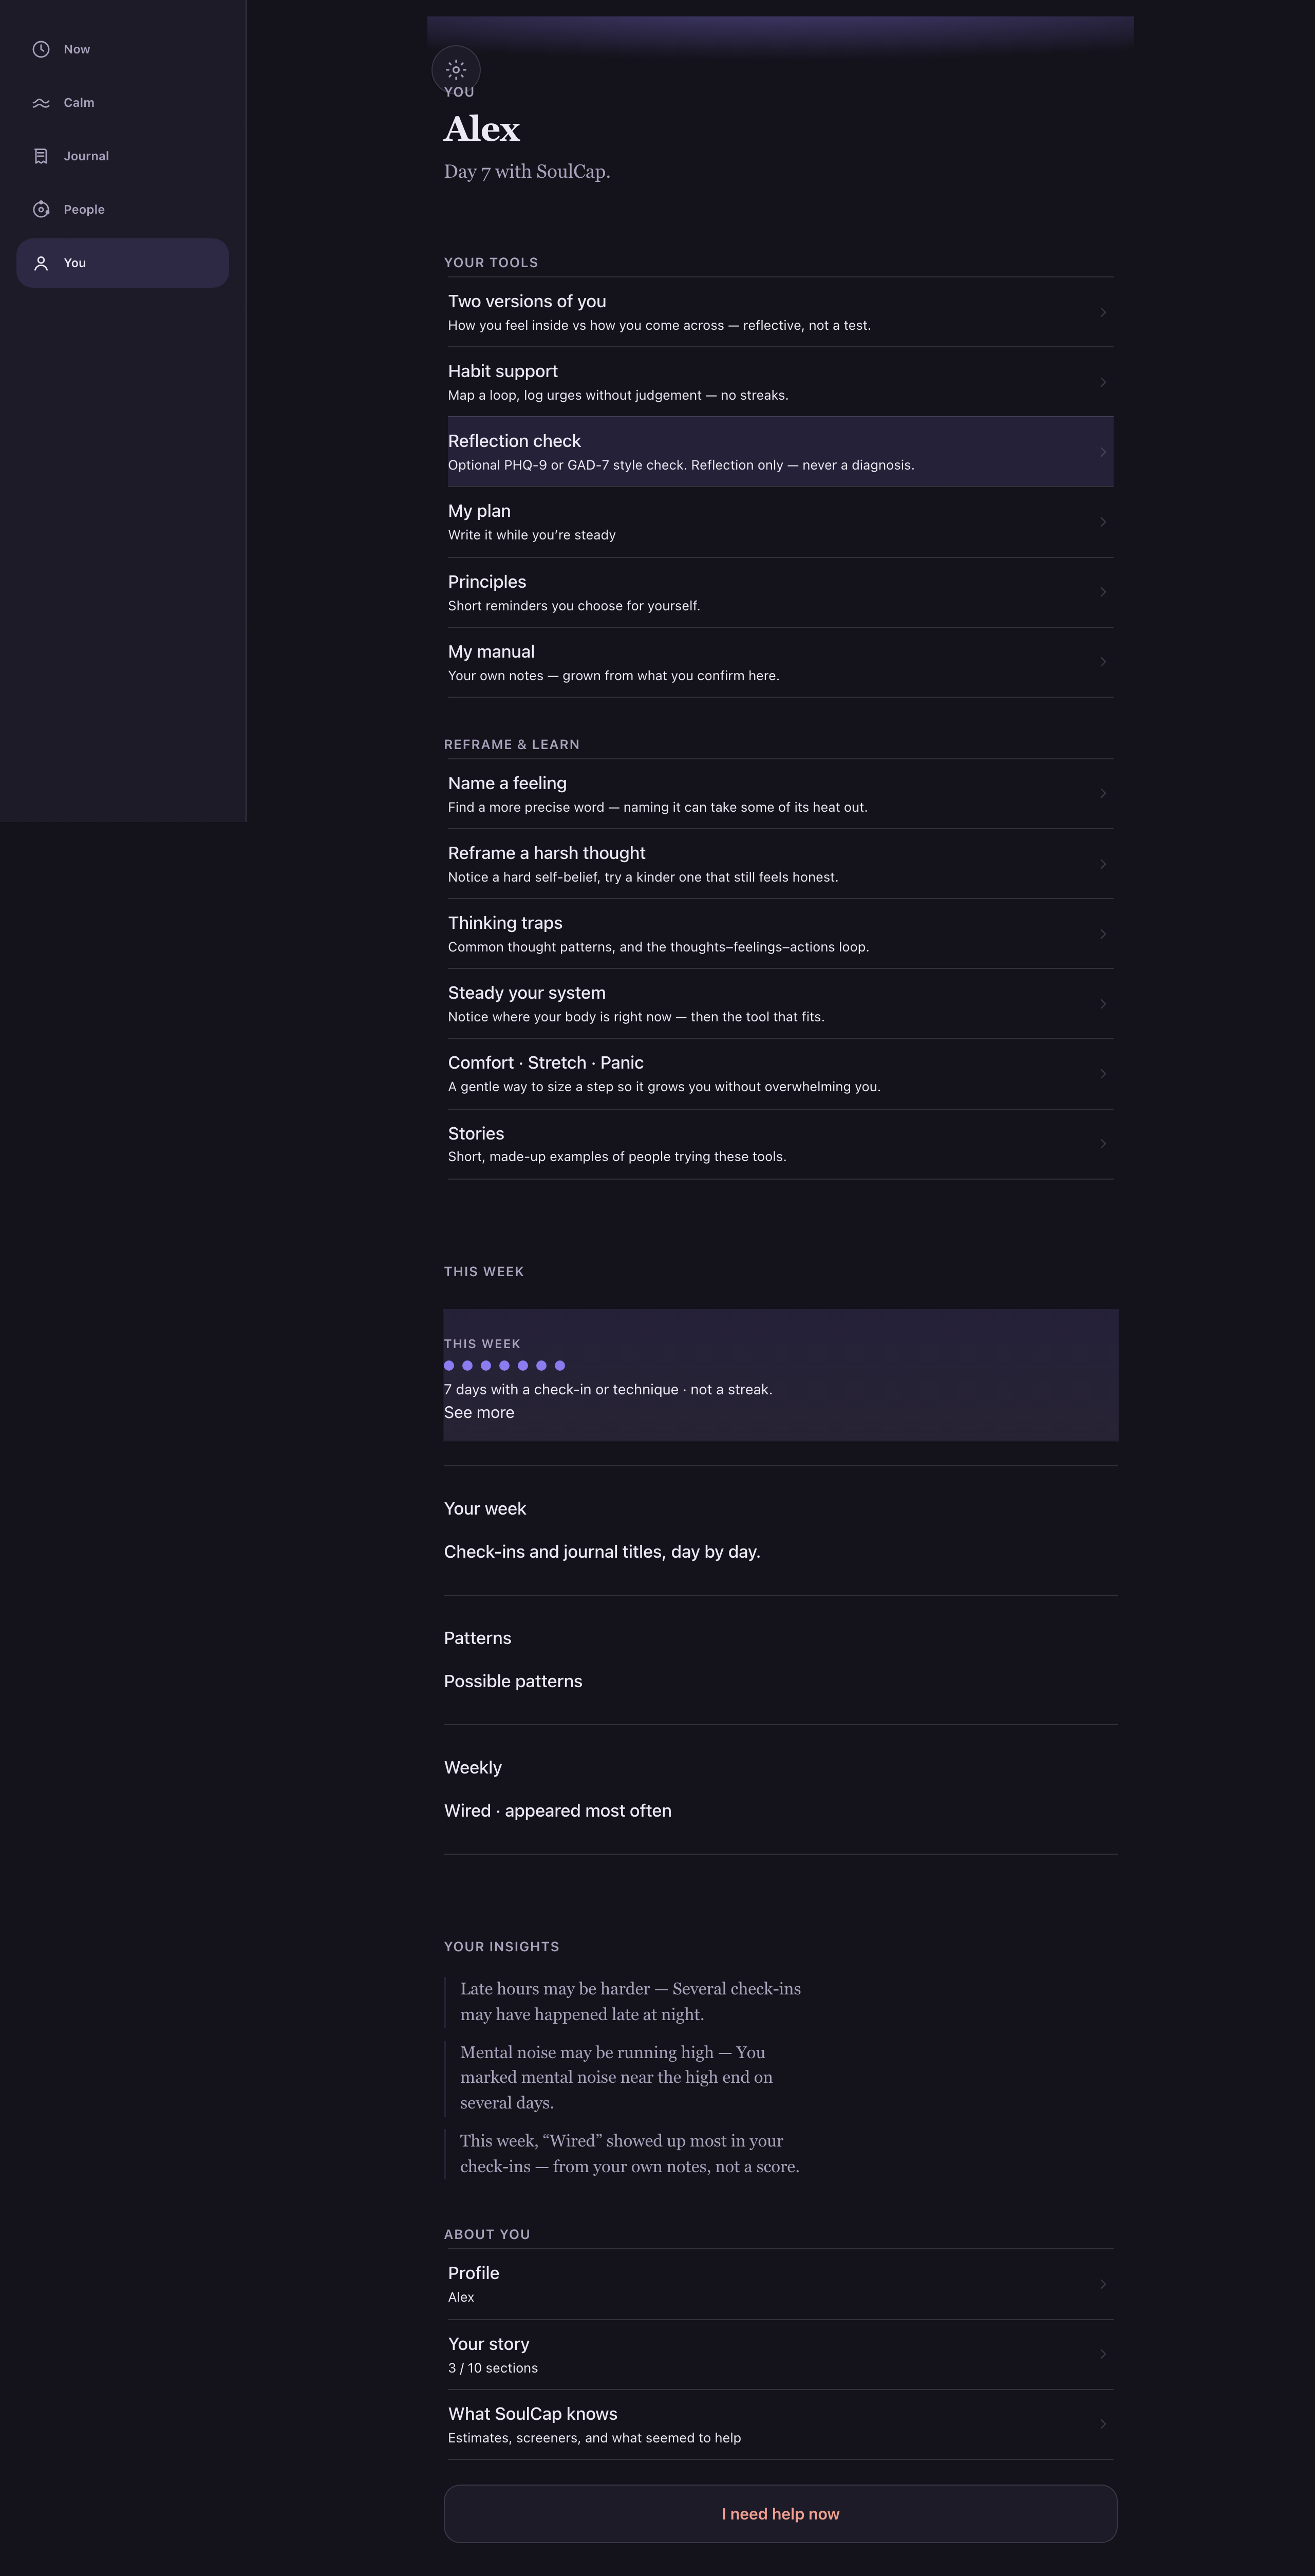 Now
Calm
Journal
People
You
YOU
Alex
Day 7 with SoulCap.
YOUR TOOLS
Two versions of you
How you feel inside vs how you come across — reflective, not a test.
Habit support
Map a loop, log urges without judgement — no streaks.
Reflection check
Optional PHQ-9 or GAD-7 style check. Reflection only — never a diagnosis.
My plan
Write it while you’re steady
Principles
Short reminders you choose for yourself.
My manual
Your own notes — grown from what you confirm here.
REFRAME & LEARN
Name a feeling
Find a more precise word — naming it can take some of its heat out.
Reframe a harsh thought
Notice a hard self-belief, try a kinder one that still feels honest.
Thinking traps
Common thought patterns, and the thoughts–feelings–actions loop.
Steady your system
Notice where your body is right now — then the tool that fits.
Comfort · Stretch · Panic
A gentle way to size a step so it grows you without overwhelming you.
Stories
Short, made-up examples of people trying these tools.
THIS WEEK
THIS WEEK
7 days with a check-in or technique · not a streak.
See more
Your week
Check-ins and journal titles, day by day.
Patterns
Possible patterns
Weekly
Wired · appeared most often
YOUR INSIGHTS
Late hours may be harder — Several check-ins
may have happened late at night.
Mental noise may be running high — You
marked mental noise near the high end on
several days.
This week, “Wired” showed up most in your
check-ins — from your own notes, not a score.
ABOUT YOU
Profile
Alex
Your story
3 / 10 sections
What SoulCap knows
Estimates, screeners, and what seemed to help
I need help now